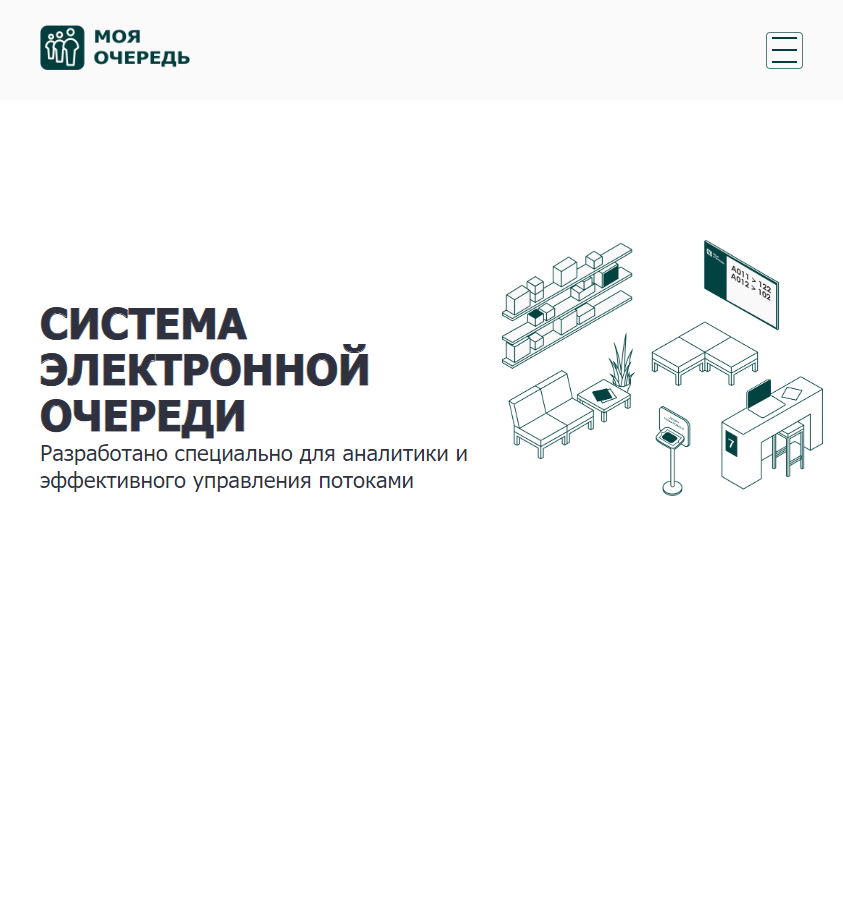 МОЯ
ОЧЕРЕДЬ
СИСТЕМА
ЭЛЕКТРОННОЙ
ОЧЕРЕДИ
Разработано специально для аналитики и
эффективного управления потоками
A011 > 122
A012 > 102
7